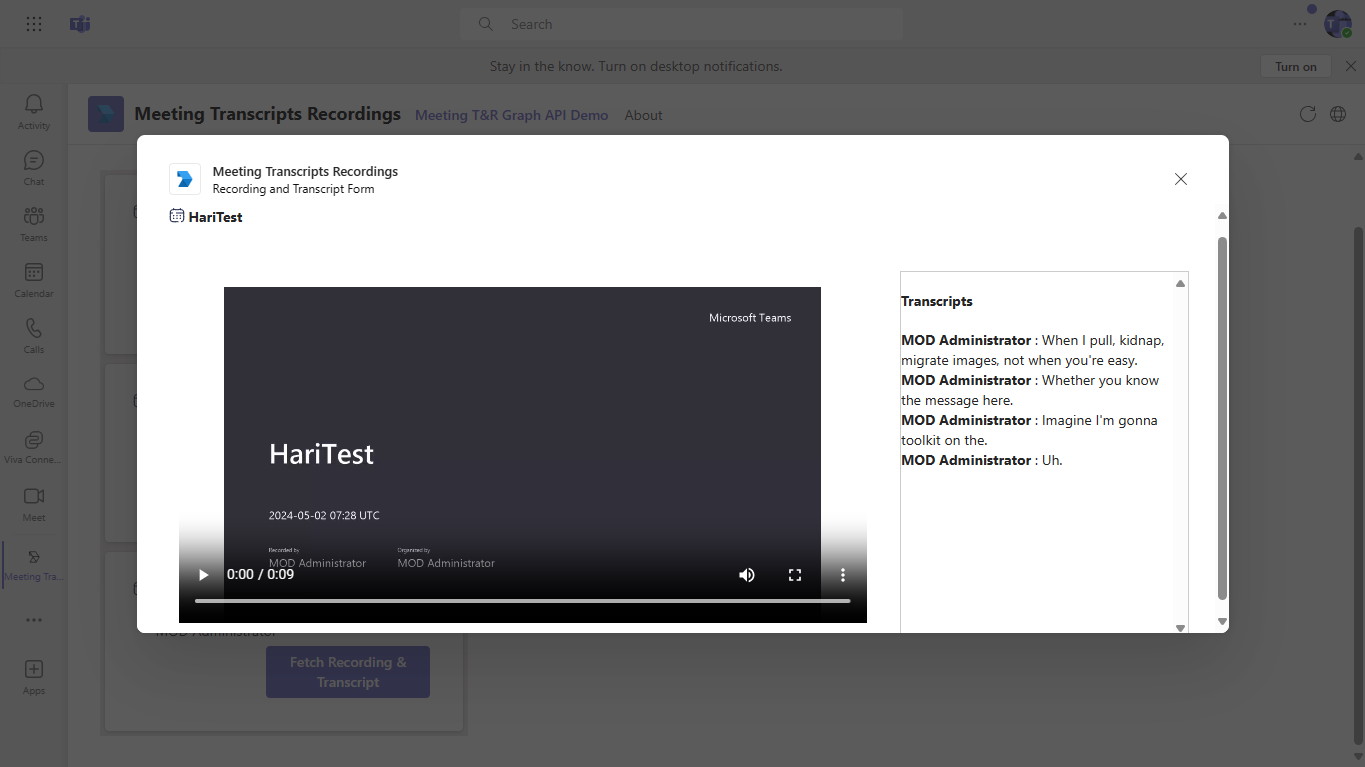 Search
Stay in the know. Turn on desktop notifications.
Turn on
Activity
Chat
Teams
Calendar
Calls
OneDrive
Viva Conne...
Meet
Meeting Tra...
Apps
Meeting Transcripts Recordings
Meeting T&R Graph API Demo
About
Meeting Transcripts Recordings
Recording and Transcript Form
HariTest
Microsoft Teams
HariTest
2024-05-02 07:28 UTC
Recorded by
Organized by
MOD Administrator
MOD Administrator
0:00 / 0:09
Transcripts
MOD Administrator : When I pull, kidnap,
migrate images, not when you're easy.
MOD Administrator : Whether you know
the message here.
MOD Administrator : Imagine I'm gonna
toolkit on the.
MOD Administrator : Uh.
MOD Administrator
Fetch Recording &
Transcript